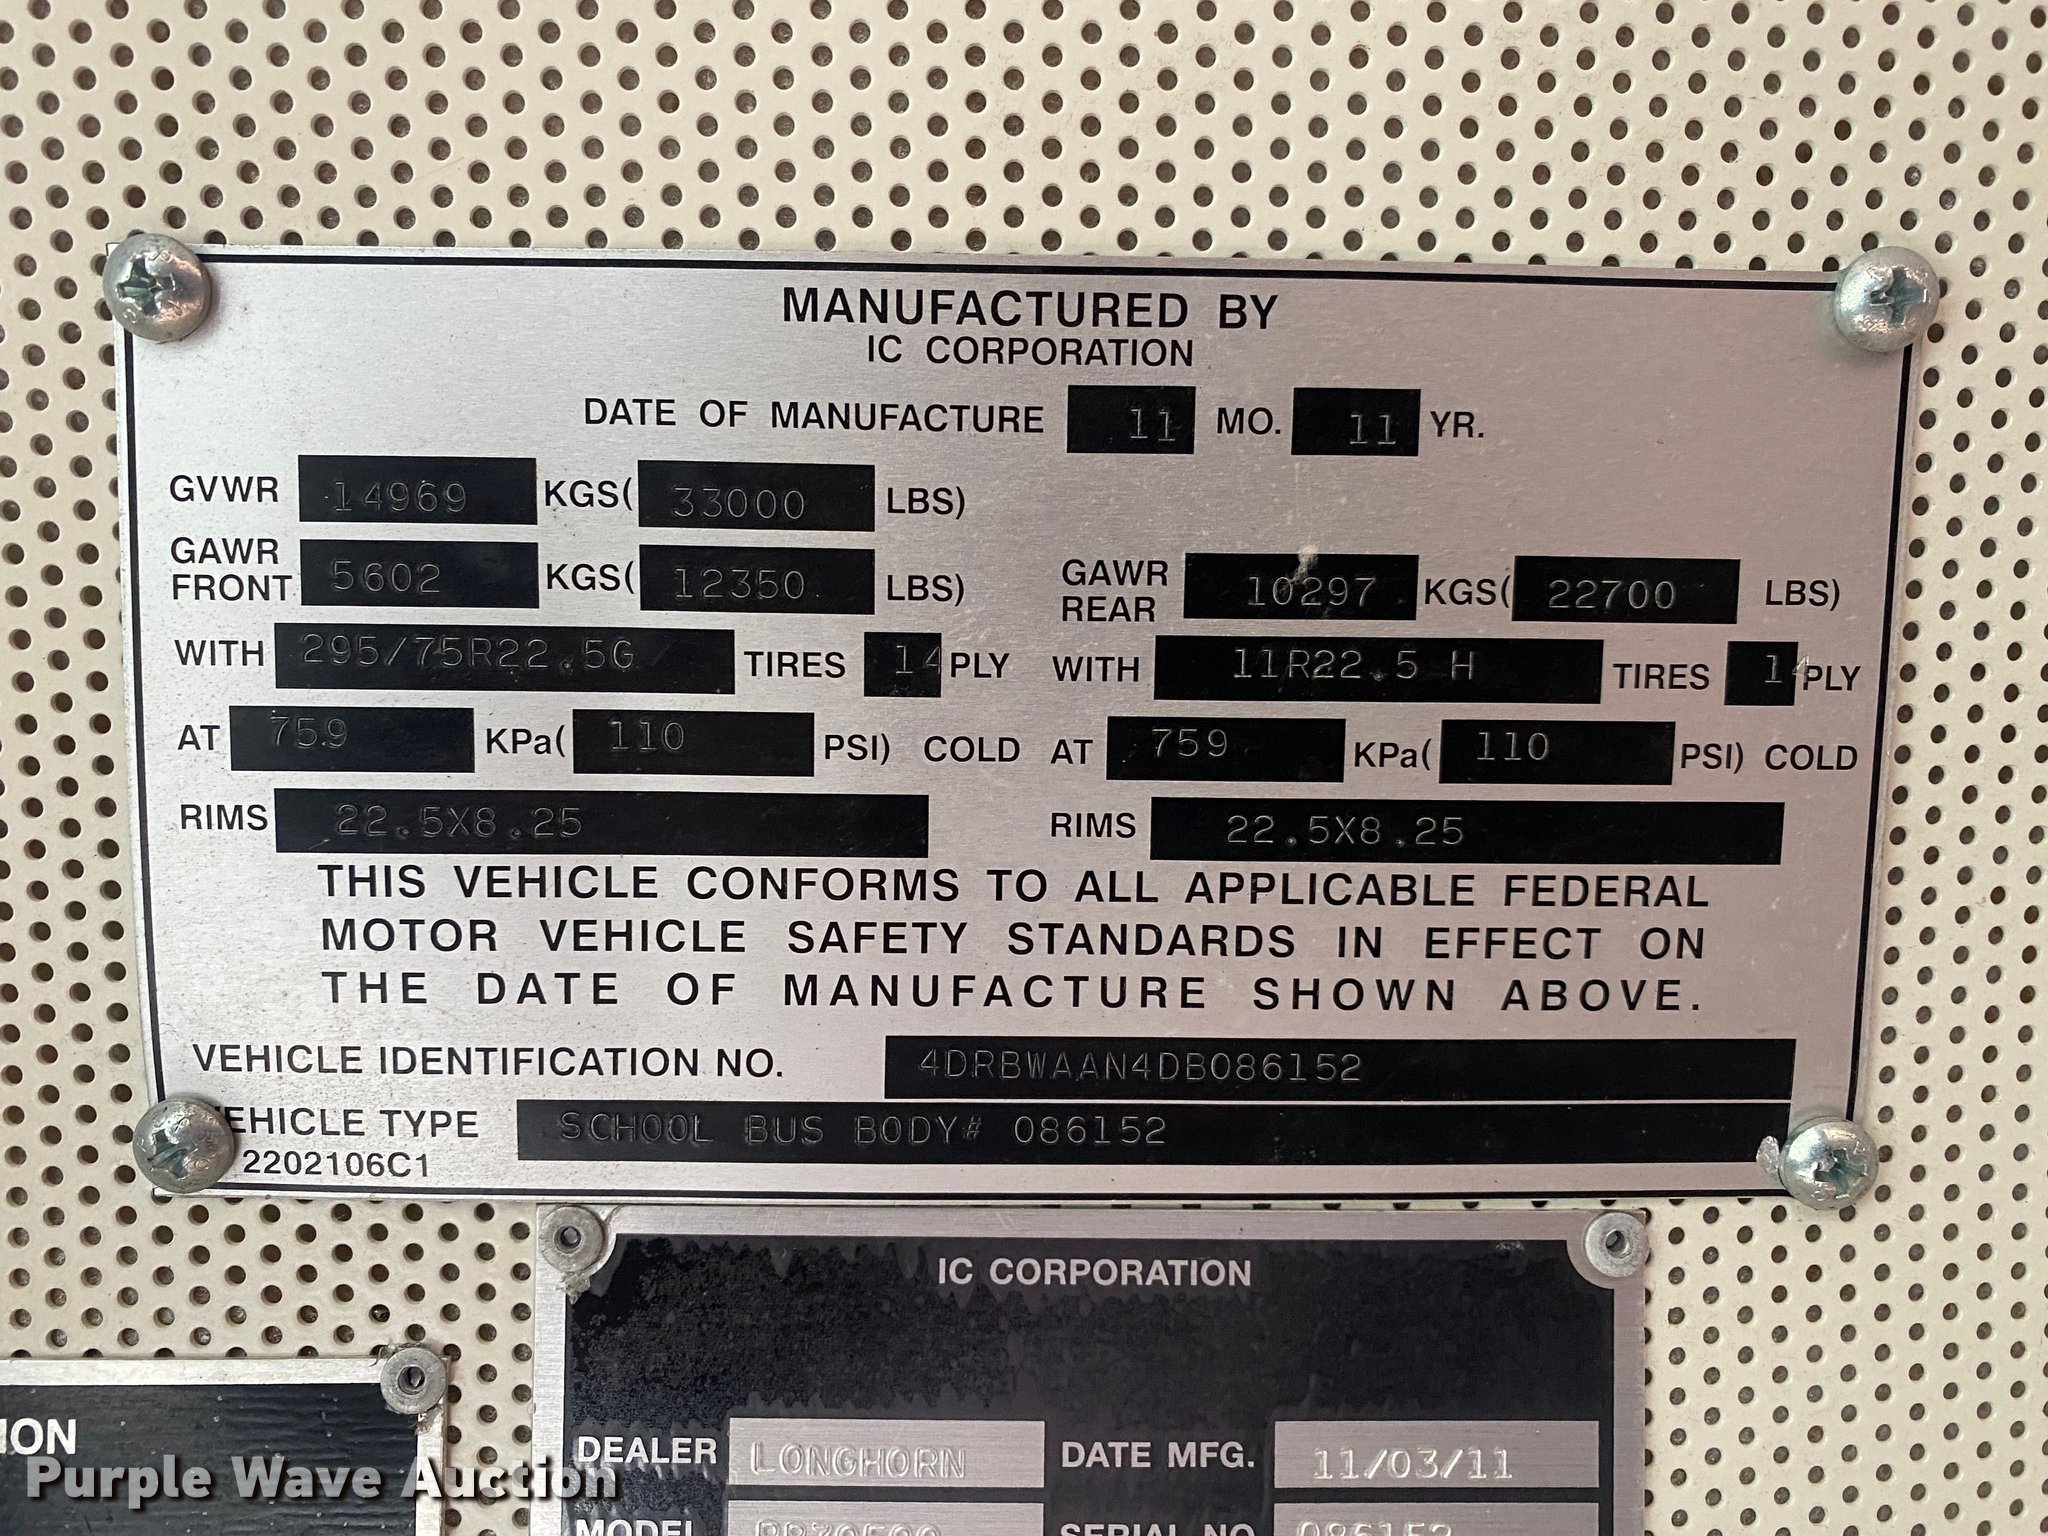 MANUFACTURED BY
IC CORPORATION
DATE OF MANUFACTURE 11 MO. 11 YR.
GVWR 14969 KGS( 33000 LBS)
GAWR FRONT 5602 KGS( 12350 LBS) GAWR REAR 10297 KGS( 22700 LBS)
WITH 295/75R22.5G TIRES 14 PLY WITH 11R22.5 H TIRES 14 PLY
AT 759 KPa( 110 PSI) COLD AT 759 KPa( 110 PSI) COLD
RIMS 22.5X8.25 RIMS 22.5X8.25
THIS VEHICLE CONFORMS TO ALL APPLICABLE FEDERAL
MOTOR VEHICLE SAFETY STANDARDS IN EFFECT ON
THE DATE OF MANUFACTURE SHOWN ABOVE.
VEHICLE IDENTIFICATION NO. 4DRBWAAN4DB086152
VEHICLE TYPE SCHOOL BUS BODY# 086152
2202106C1
IC CORPORATION
DEALER LONGHORN DATE MFG. 11/03/11
MODEL SERIAL NO. 086152
ION
Purple Wave Auction